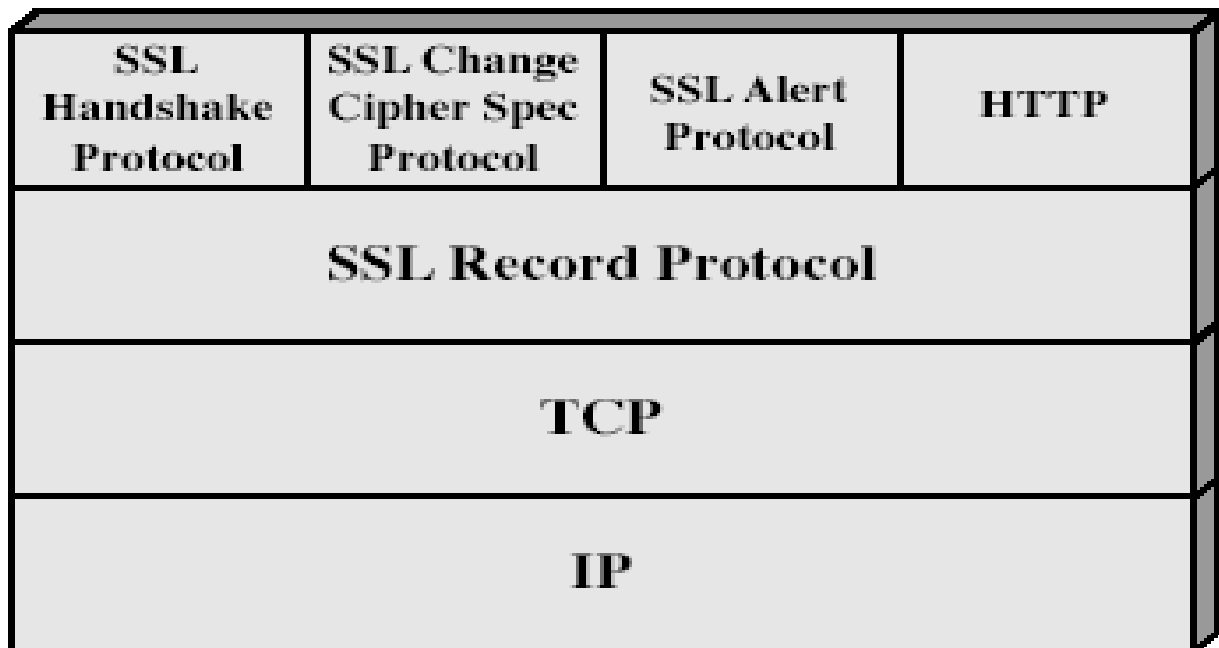 SSL
Handshake
Protocol
SSL Change
Cipher Spec
Protocol
SSL Alert
Protocol
HTTP
SSL Record Protocol
TCP
IP